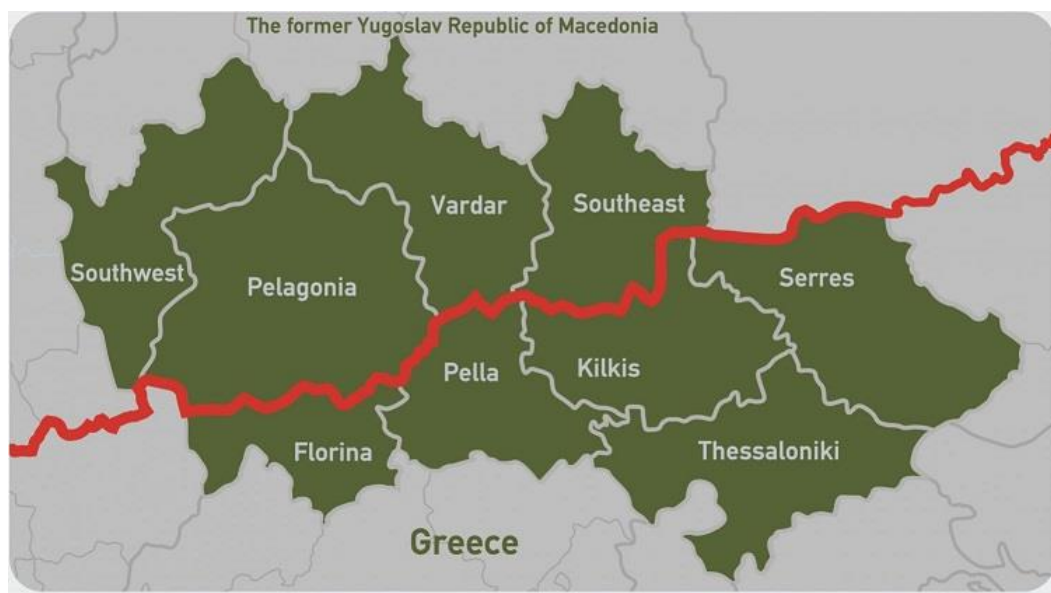 The former Yugoslav Republic of Macedonia
Vardar
Southeast
Southwest
Pelagonia
Serres
Pella
Kilkis
Florina
Thessaloniki
Greece